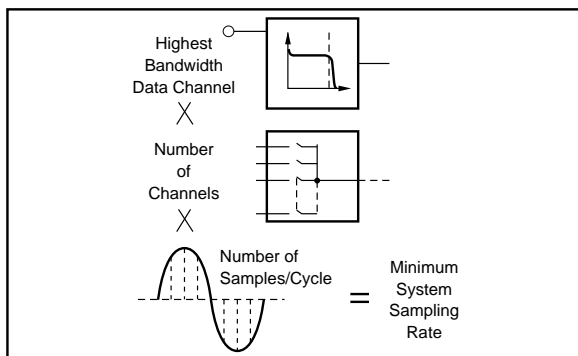 Highest
Bandwidth
Data Channel
X
Number
of
Channels
X
Number of
Samples/Cycle
=
Minimum
System
Sampling
Rate